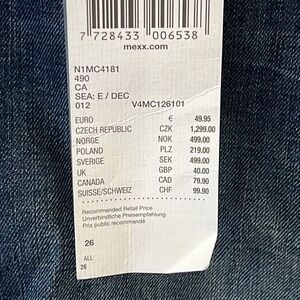 7 728433 006538
mexx.com
N1MC4181
490
CA
SEA: E / DEC
012 V4MC126101
EURO € 49.95
CZECH REPUBLIC CZK 1,299.00
NORGE NOK 499.00
POLAND PLZ 219.00
SVERIGE SEK 499.00
UK GBP 40.00
CANADA CAD 79.90
SUISSE/SCHWEIZ CHF 99.90
Recommended Retail Price
Unverbindliche Preisempfehlung
Prix public recommandé
26
ALL
26